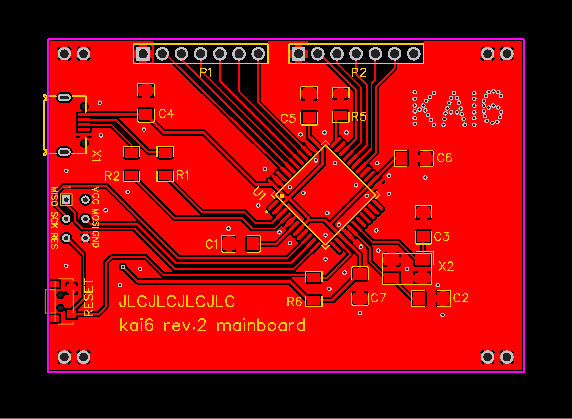 P1
P2
KAI6
C4
C5
R5
X1
C6
R2
R1
U1
MISO SCK RES
VCC MOSI GND
C1
C3
X2
RESET
R6
C7
C2
JLCJLCJLCJLC
kai6 rev.2 mainboard